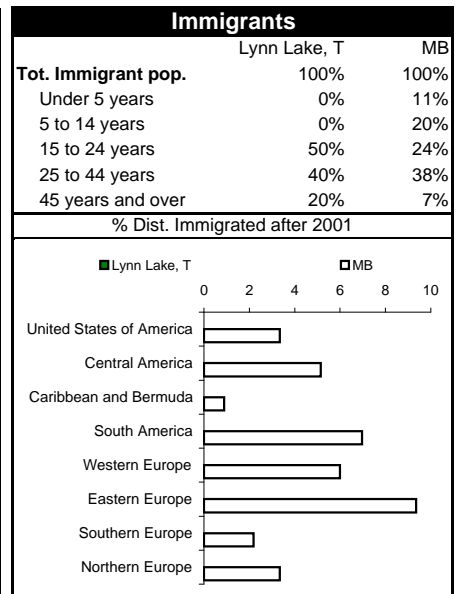 Immigrants
Lynn Lake, T MB
Tot. Immigrant pop. 100% 100%
Under 5 years 0% 11%
5 to 14 years 0% 20%
15 to 24 years 50% 24%
25 to 44 years 40% 38%
45 years and over 20% 7%
% Dist. Immigrated after 2001
Lynn Lake, T MB
0 2 4 6 8 10
United States of America
Central America
Caribbean and Bermuda
South America
Western Europe
Eastern Europe
Southern Europe
Northern Europe